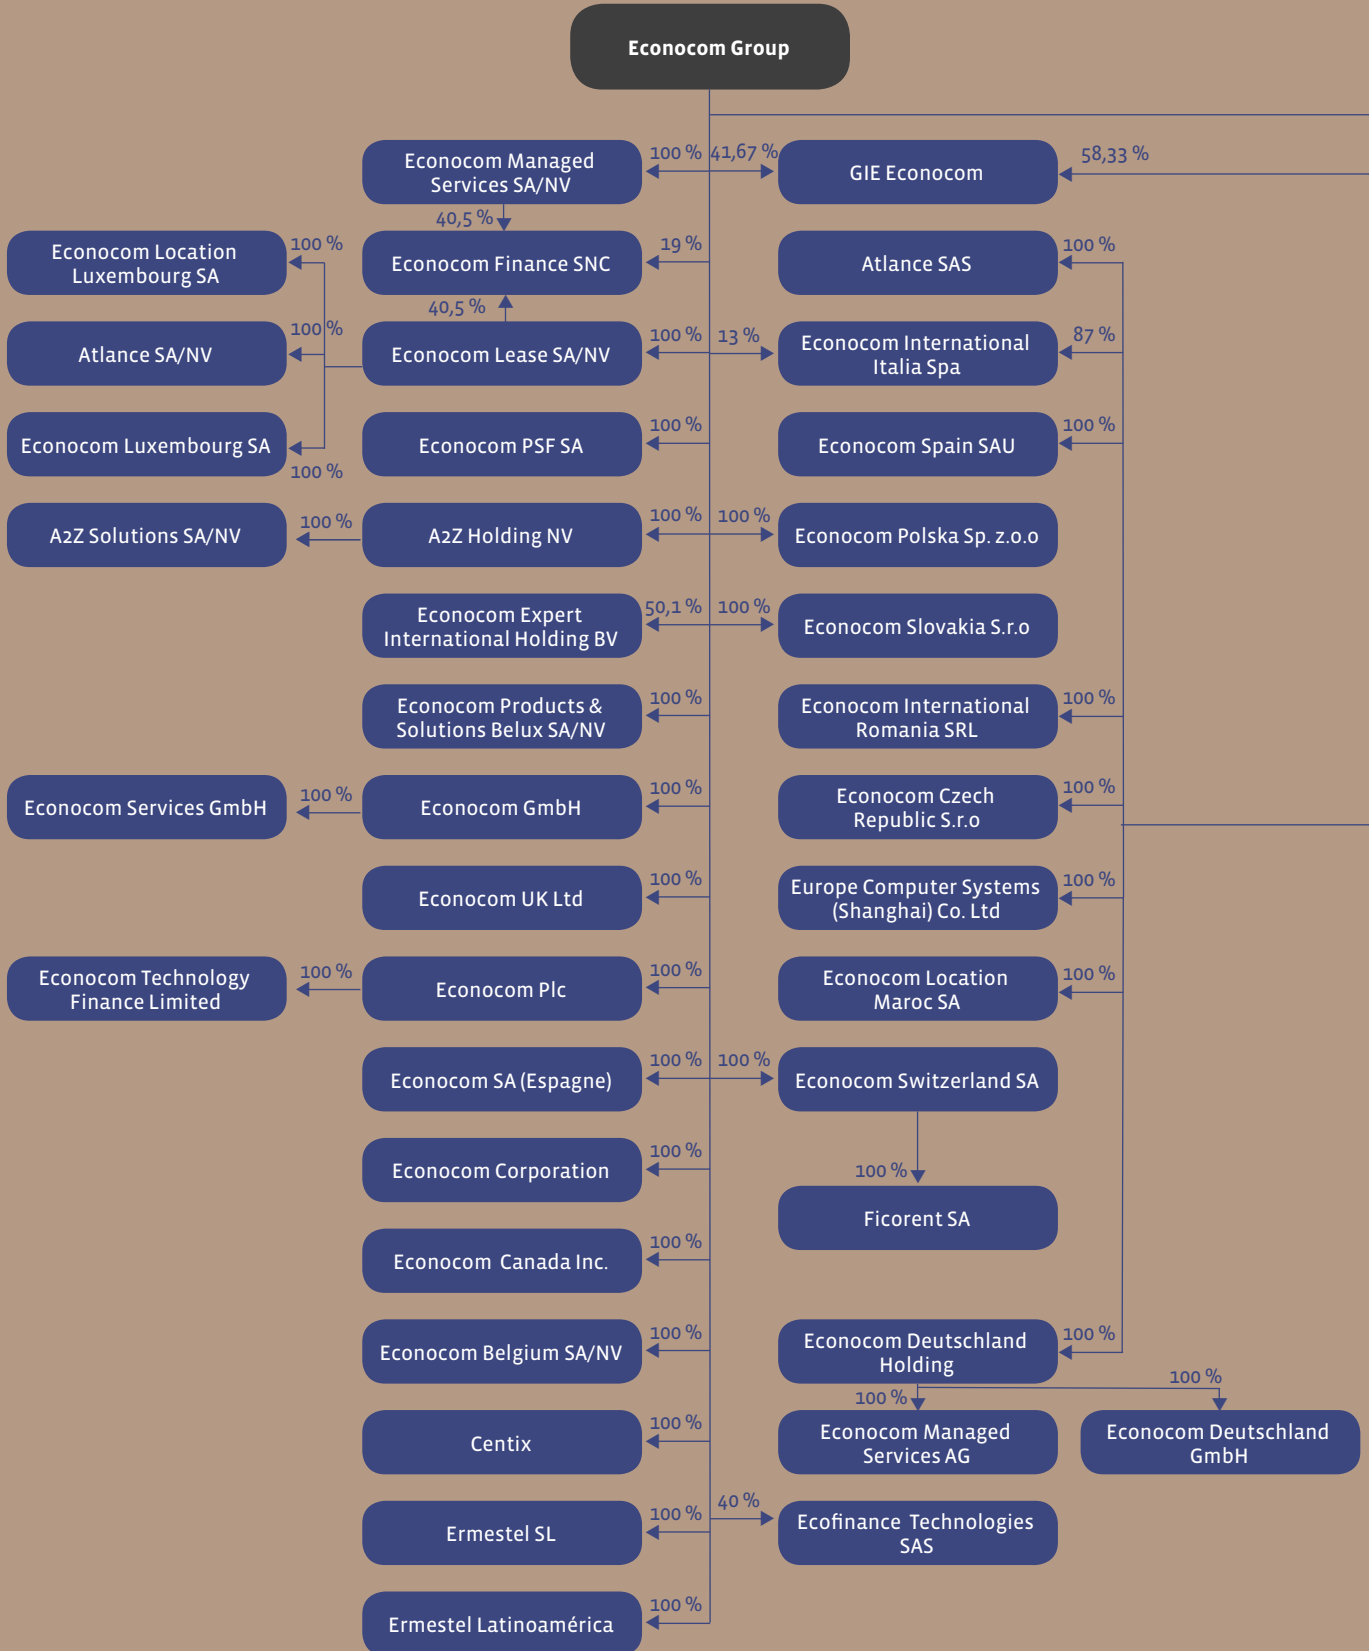 Econocom Group
Econocom Managed
Services SA/NV
100 %
41,67 %
GIE Econocom
58,33 %
40,5 %
Econocom Location
Luxembourg SA
100 %
Econocom Finance SNC
19 %
Atlance SAS
100 %
40,5 %
Atlance SA/NV
100 %
Econocom Lease SA/NV
100 %
13 %
Econocom International
Italia Spa
87 %
Econocom Luxembourg SA
100 %
Econocom PSF SA
100 %
Econocom Spain SAU
100 %
A2Z Solutions SA/NV
100 %
A2Z Holding NV
100 %
100 %
Econocom Polska Sp. z.o.o
Econocom Expert
International Holding BV
50,1 %
100 %
Econocom Slovakia S.r.o
Econocom Products &
Solutions Belux SA/NV
100 %
Econocom International
Romania SRL
100 %
Econocom Services GmbH
100 %
Econocom GmbH
100 %
Econocom Czech
Republic S.r.o
100 %
Econocom UK Ltd
100 %
Europe Computer Systems
(Shanghai) Co. Ltd
100 %
Econocom Technology
Finance Limited
100 %
Econocom Plc
100 %
Econocom Location
Maroc SA
100 %
Econocom SA (Espagne)
100 %
100 %
Econocom Switzerland SA
Econocom Corporation
100 %
100 %
Ficorent SA
Econocom Canada Inc.
100 %
Econocom Belgium SA/NV
100 %
Econocom Deutschland
Holding
100 %
100 %
100 %
Centix
100 %
Econocom Managed
Services AG
Econocom Deutschland
GmbH
Ermestel SL
100 %
40 %
Ecofinance Technologies
SAS
Ermestel Latinoamérica
100 %